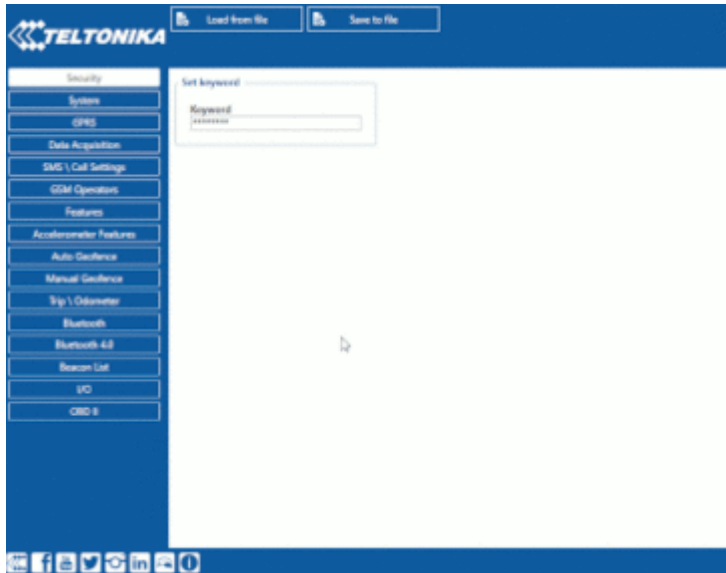 TELTONIKA
Load from file
Save to file
Security
System
GPRS
Data Acquisition
SMS \ Call Settings
GSM Operators
Features
Accelerometer Features
Auto Geofence
Manual Geofence
Trip \ Odometer
Bluetooth
Bluetooth 4.0
Beacon List
I/O
OBD II
Set keyword
Keyword
********